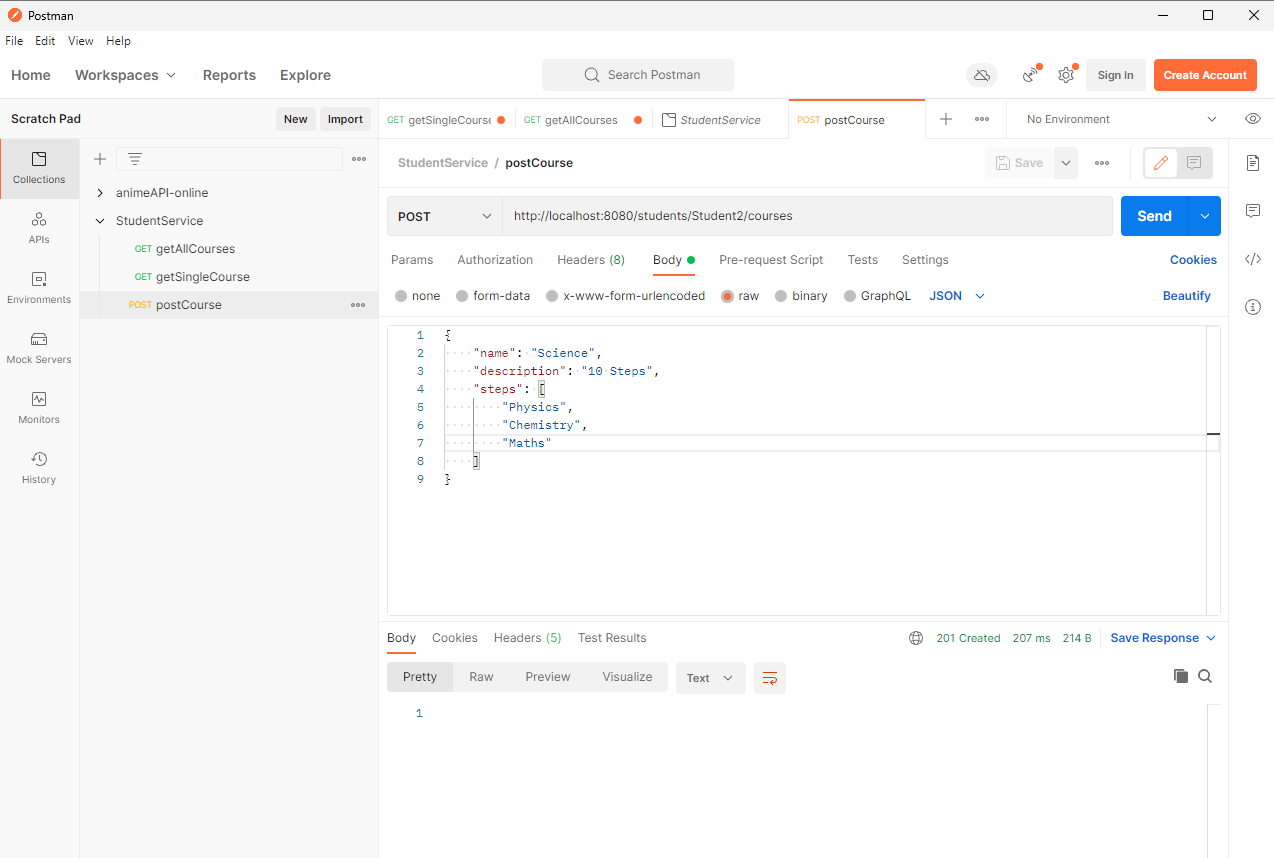 Postman
File Edit View Help
Home Workspaces Reports Explore Search Postman Sign In Create Account
Scratch Pad New Import
GET getSingleCourse GET getAllCourses StudentService POST postCourse No Environment
Collections
APIs
Environments
Mock Servers
Monitors
History
animeAPI-online
StudentService
GET getAllCourses
GET getSingleCourse
POST postCourse
StudentService / postCourse Save
POST http://localhost:8080/students/Student2/courses Send
Params Authorization Headers (8) Body Pre-request Script Tests Settings Cookies
none form-data x-www-form-urlencoded raw binary GraphQL JSON Beautify
1 {
2 "name": "Science",
3 "description": "10 Steps",
4 "steps": [
5 "Physics",
6 "Chemistry",
7 "Maths"
8 ]
9 }
Body Cookies Headers (5) Test Results 201 Created 207 ms 214 B Save Response
Pretty Raw Preview Visualize Text
1